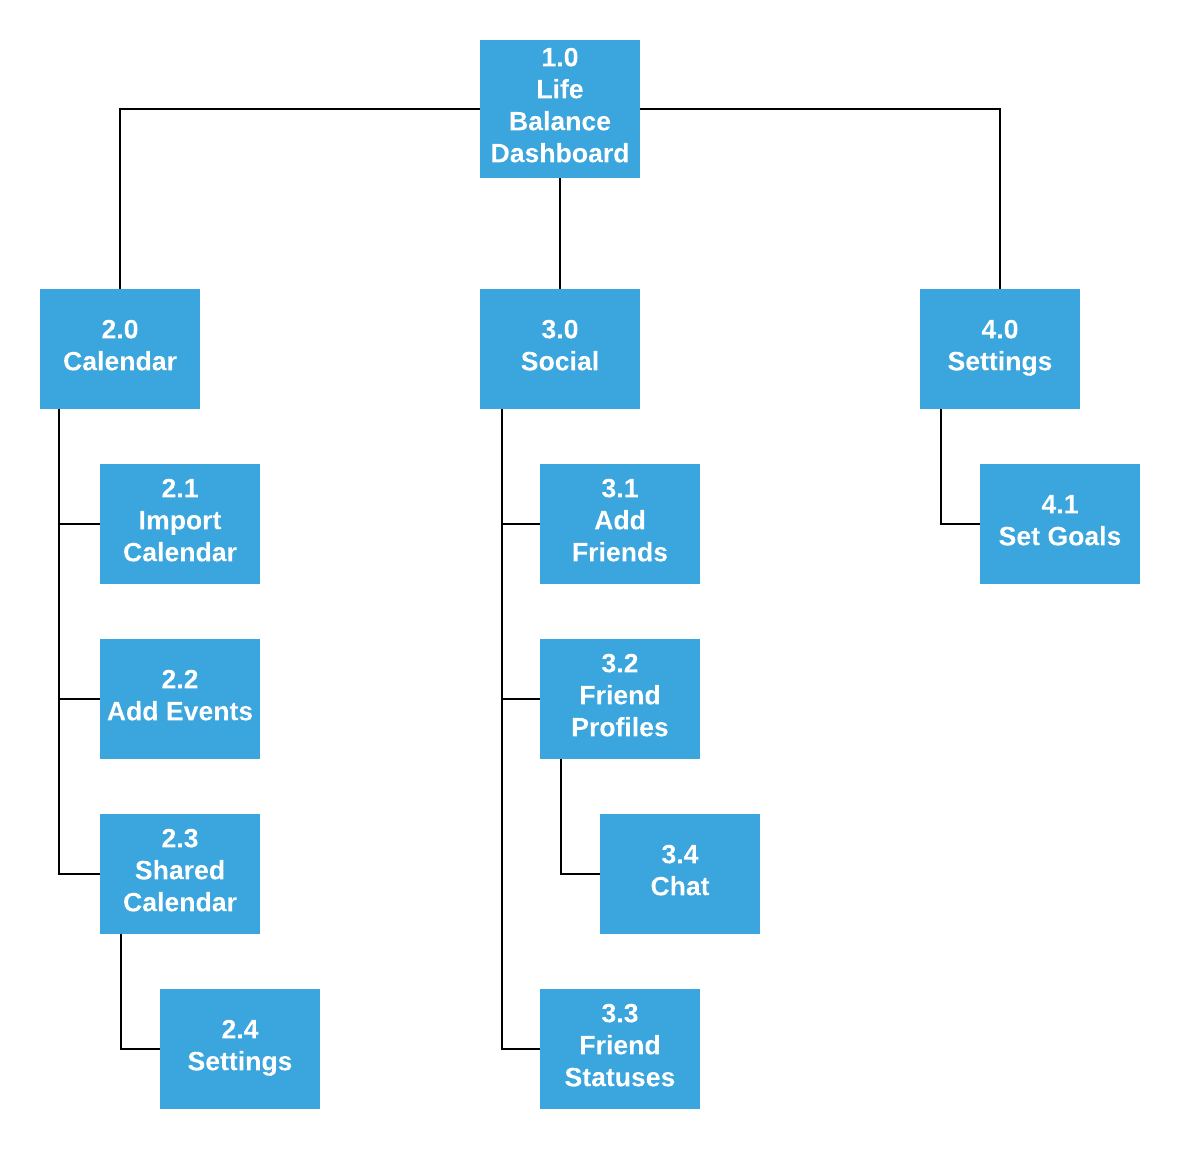 1.0
Life
Balance
Dashboard
2.0
Calendar
3.0
Social
4.0
Settings
2.1
Import
Calendar
3.1
Add
Friends
4.1
Set Goals
2.2
Add Events
3.2
Friend
Profiles
2.3
Shared
Calendar
3.4
Chat
2.4
Settings
3.3
Friend
Statuses